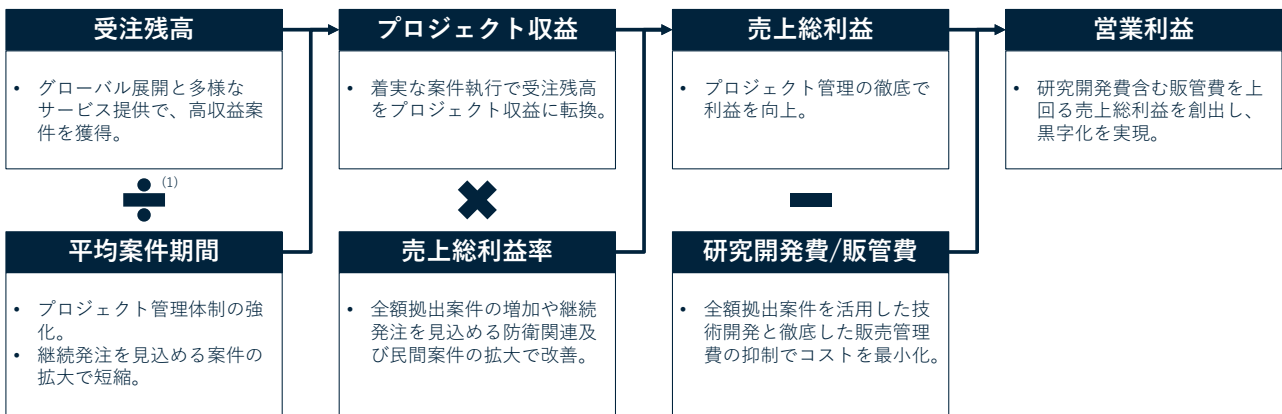 受注残高
• グローバル展開と多様な
サービス提供で、高収益案
件を獲得。
プロジェクト収益
• 着実な案件執行で受注残高
をプロジェクト収益に転換。
売上総利益
• プロジェクト管理の徹底で
利益を向上。
営業利益
• 研究開発費含む販管費を上
回る売上総利益を創出し、
黒字化を実現。
÷ (1)
✖
－
平均案件期間
• プロジェクト管理体制の強
化。
• 継続発注を見込める案件の
拡大で短縮。
売上総利益率
• 全額拠出案件の増加や継続
発注を見込める防衛関連及
び民間案件の拡大で改善。
研究開発費/販管費
• 全額拠出案件を活用した技
術開発と徹底した販売管理
費の抑制でコストを最小化。